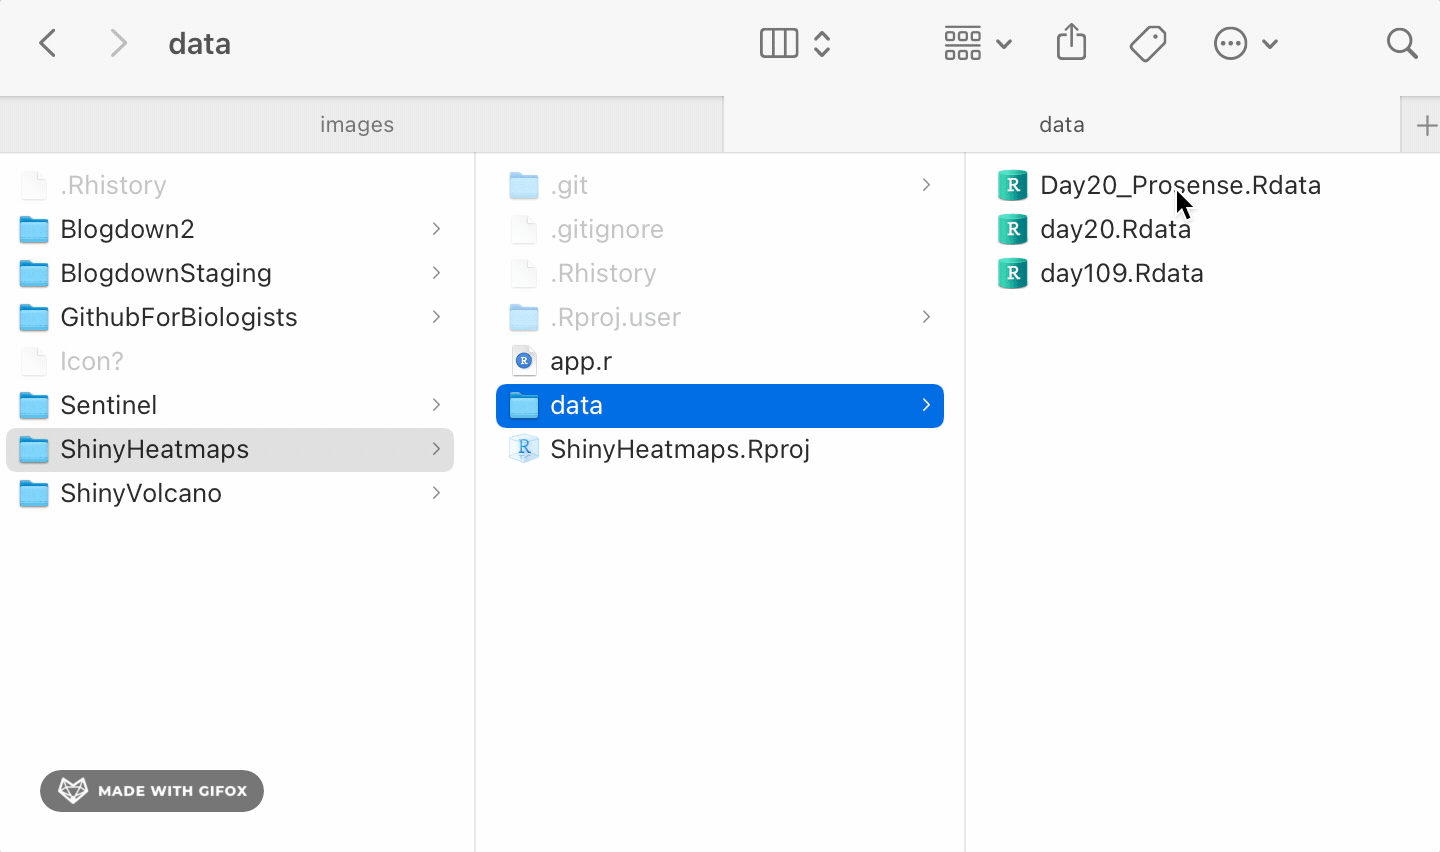 data
images
data
.Rhistory
Blogdown2
BlogdownStaging
GithubForBiologists
Icon?
Sentinel
ShinyHeatmaps
ShinyVolcano
.git
.gitignore
.Rhistory
.Rproj.user
app.r
data
ShinyHeatmaps.Rproj
Day20_Prosense.Rdata
day20.Rdata
day109.Rdata
MADE WITH GIFOX